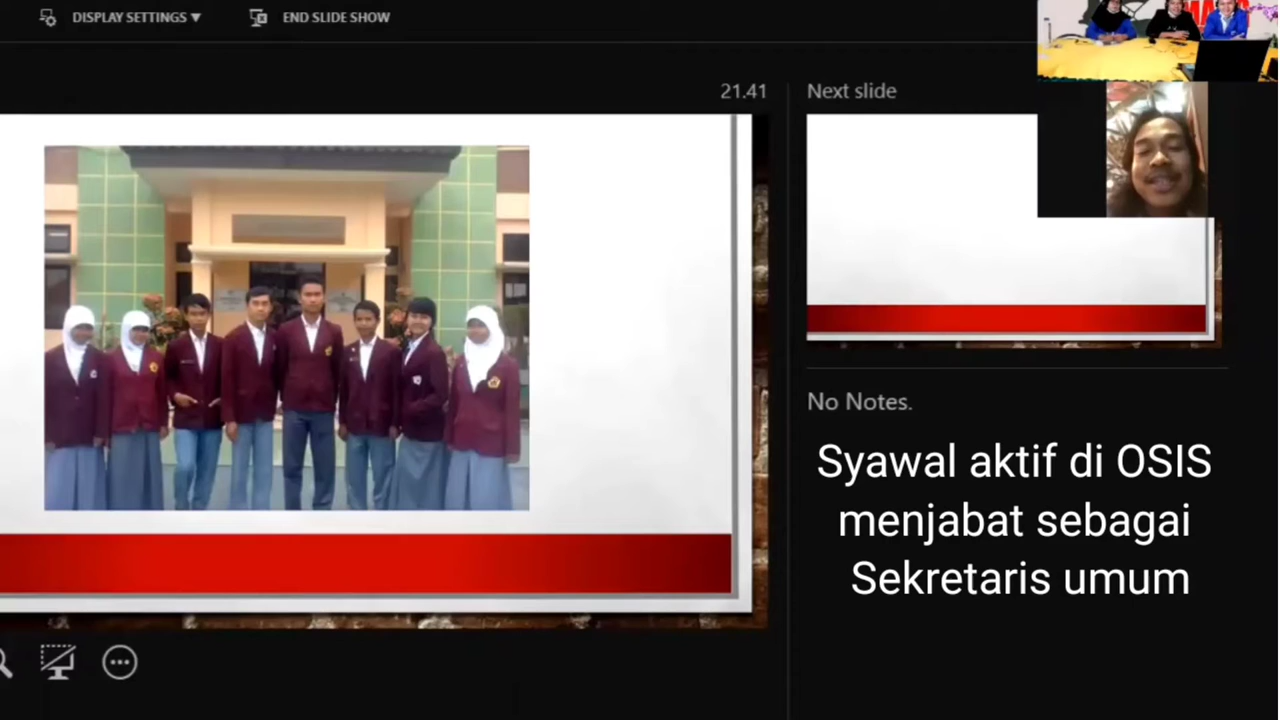 DISPLAY SETTINGS ▼
END SLIDE SHOW
21.41
Next slide
No Notes.
Syawal aktif di OSIS
menjabat sebagai
Sekretaris umum